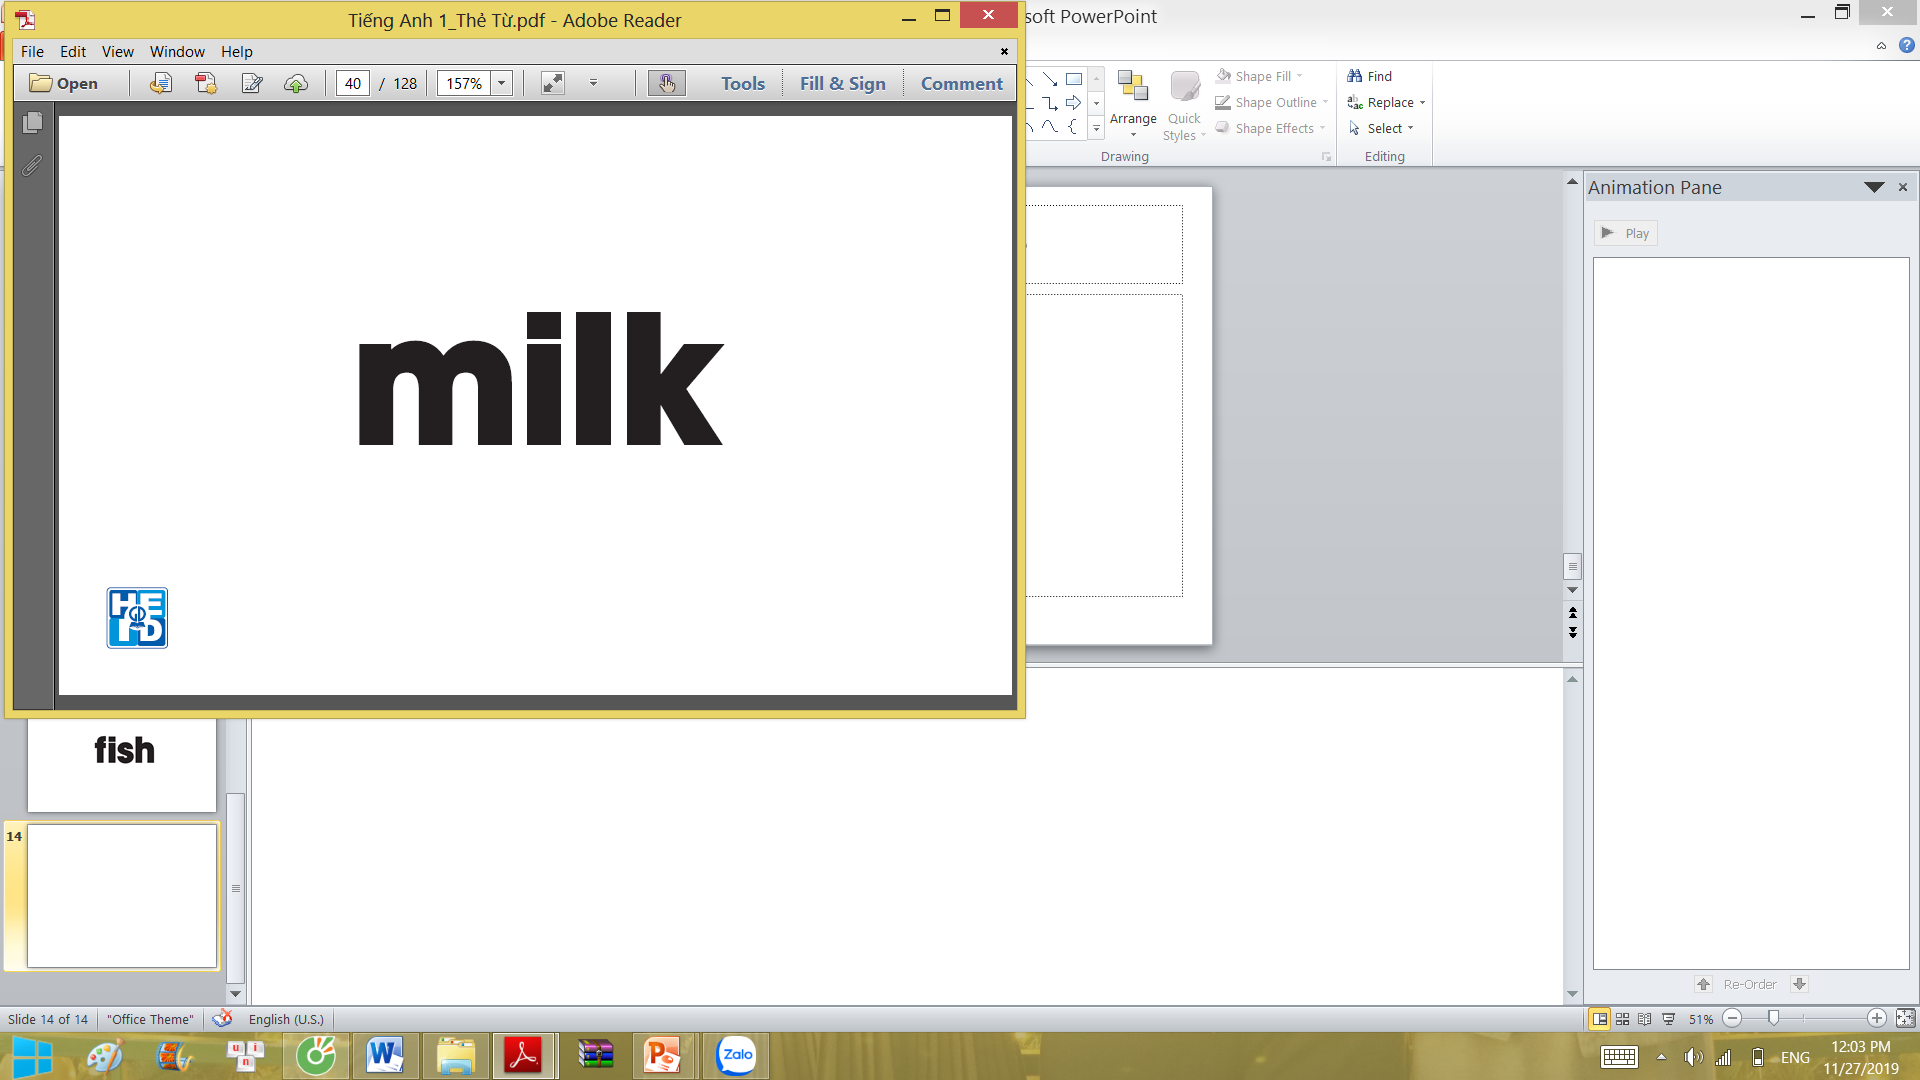 Tiếng Anh 1_Thẻ Từ.pdf - Adobe Reader
soft PowerPoint
File Edit View Window Help
Open 40 / 128 157% Tools Fill & Sign Comment
Arrange
Quick Styles
Shape Fill
Shape Outline
Shape Effects
Drawing
Find
Replace
Select
Editing
milk
HEID
Animation Pane
Play
Re-Order
fish
14
Slide 14 of 14 "Office Theme" English (U.S.) 51%
Zalo
ENG
12:03 PM
11/27/2019